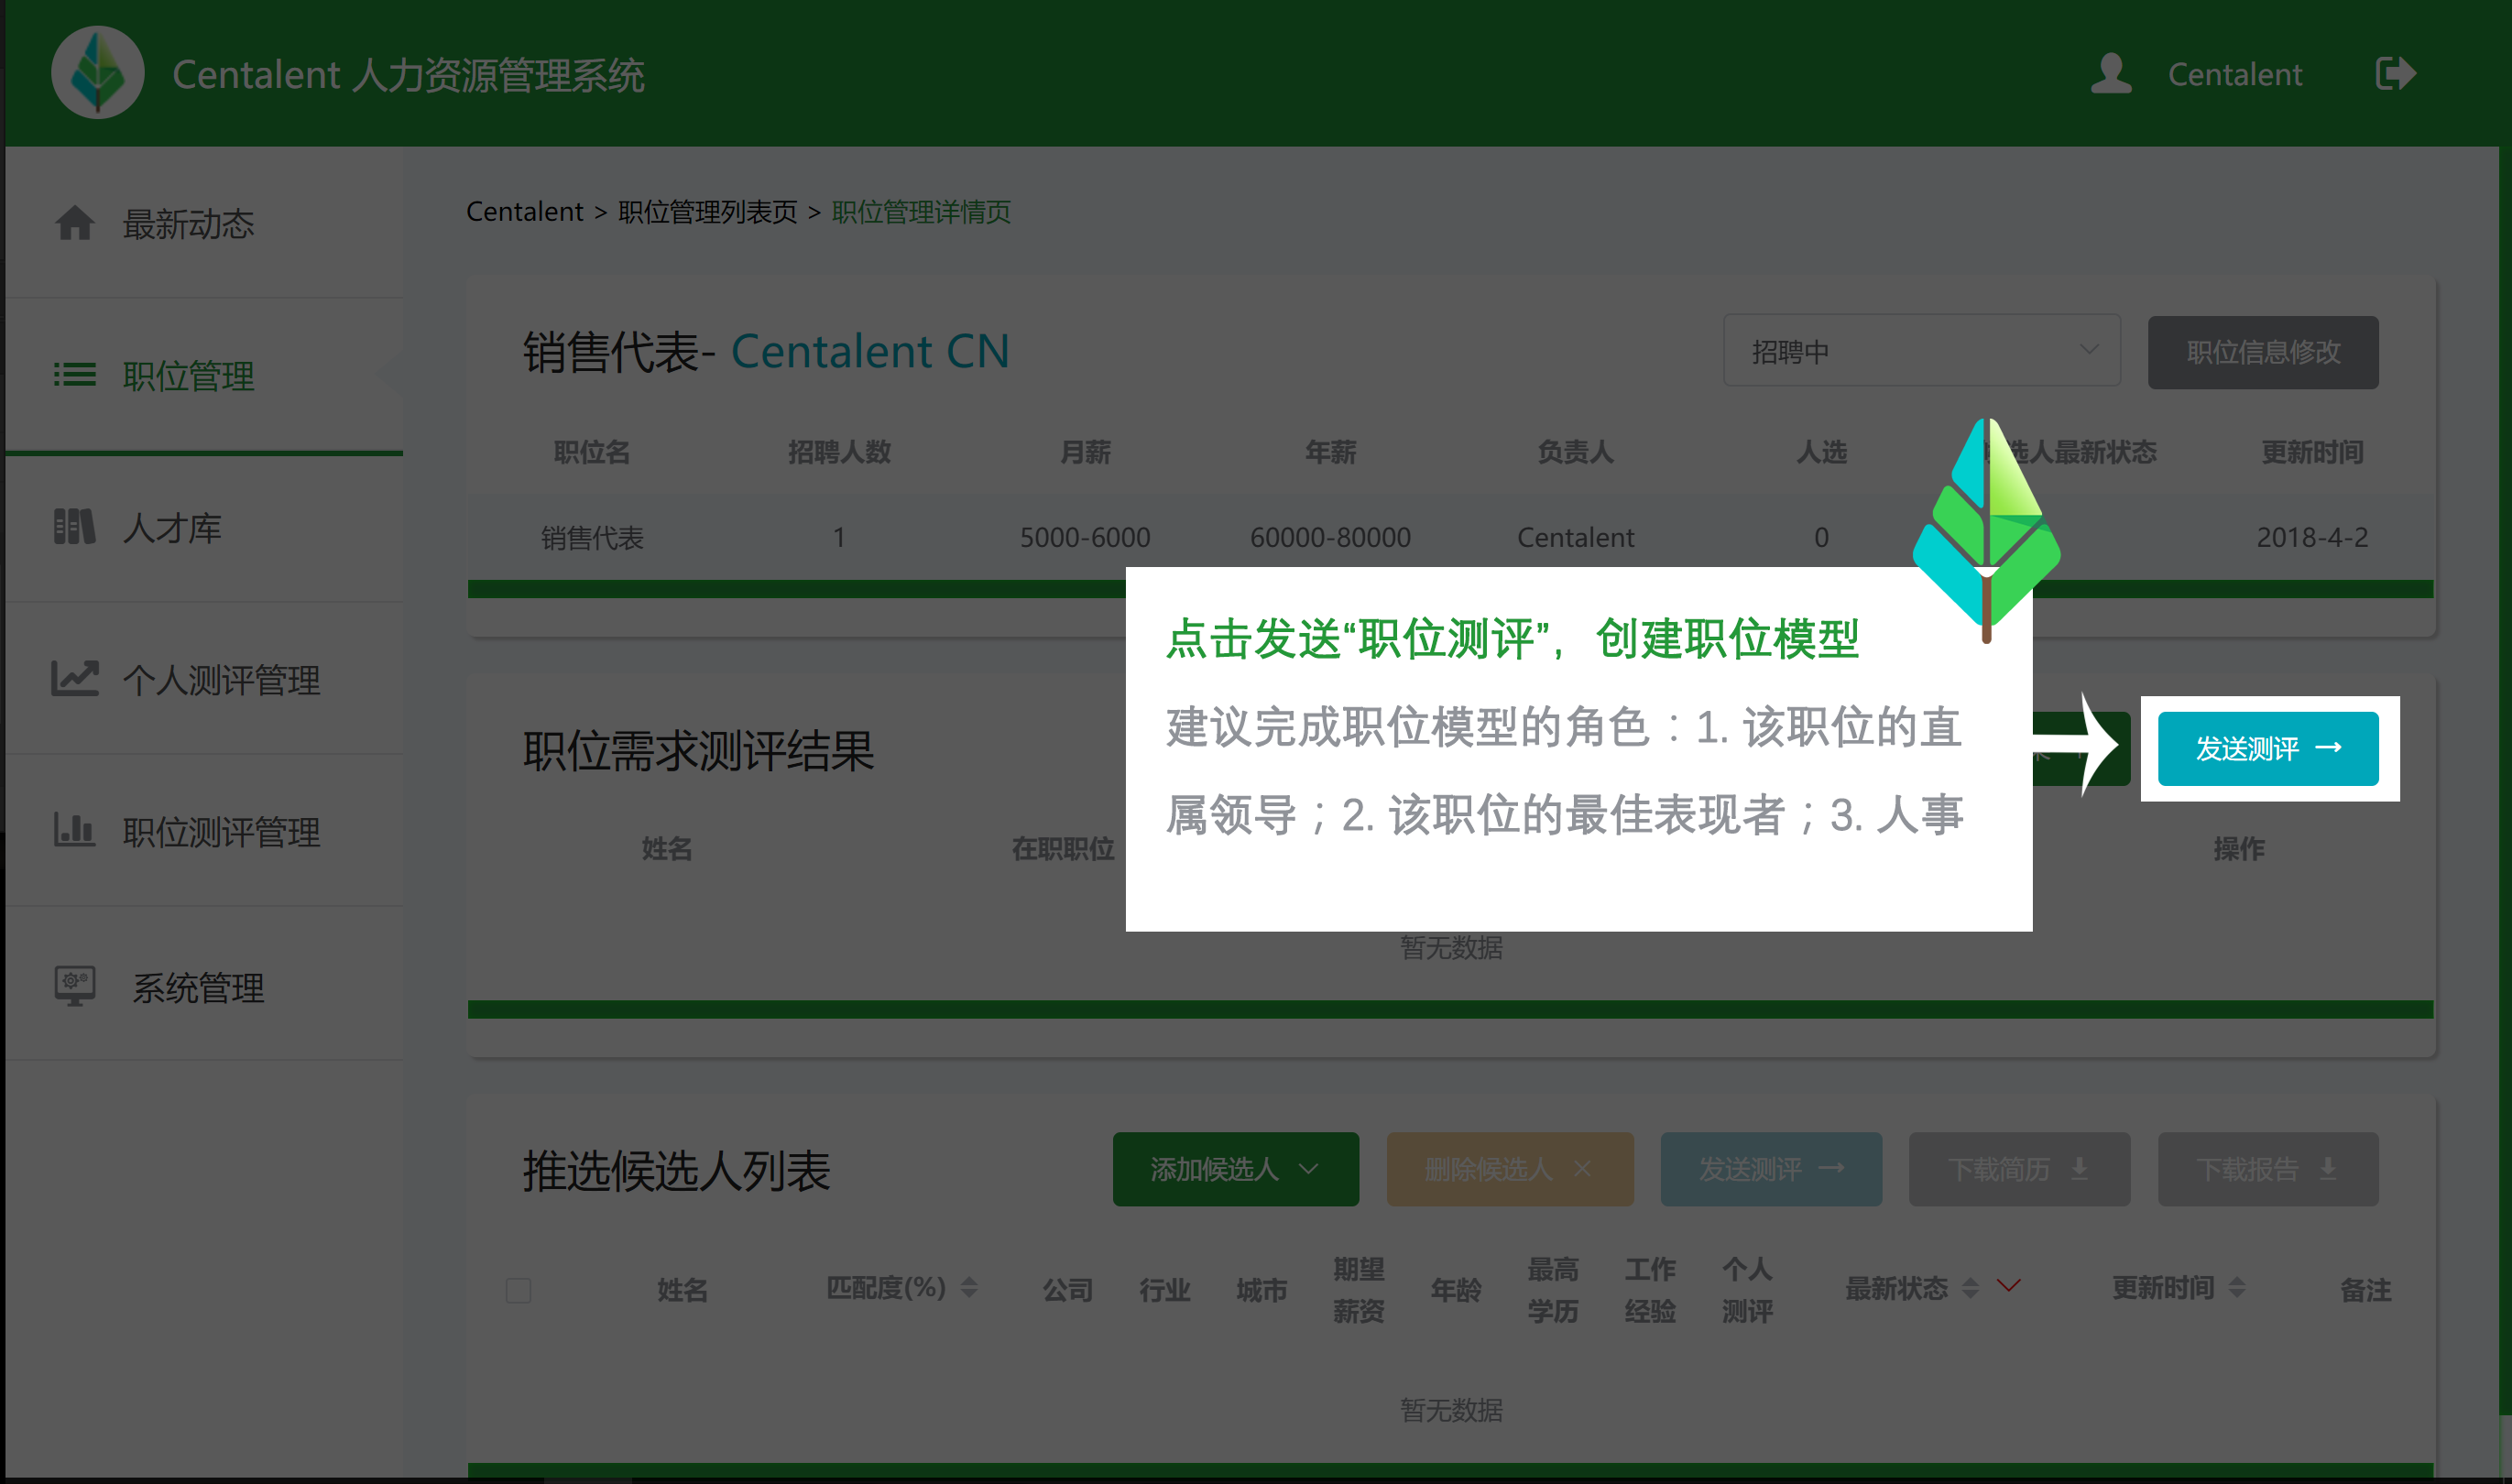 Centalent 人力资源管理系统
Centalent
最新动态
职位管理
人才库
个人测评管理
职位测评管理
系统管理
Centalent > 职位管理列表页 > 职位管理详情页
销售代表- Centalent CN
招聘中
职位信息修改
职位名 招聘人数 月薪 年薪 负责人 人选 选人最新状态 更新时间
销售代表 1 5000-6000 60000-80000 Centalent 0 2018-4-2
点击发送“职位测评”，创建职位模型
建议完成职位模型的角色：1. 该职位的直
属领导；2. 该职位的最佳表现者；3. 人事
职位需求测评结果
发送测评 →
姓名 在职职位 操作
暂无数据
推选候选人列表
添加候选人
删除候选人 ×
发送测评 →
下载简历
下载报告
姓名 匹配度(%) 公司 行业 城市 期望薪资 年龄 最高学历 工作经验 个人测评 最新状态 更新时间 备注
暂无数据